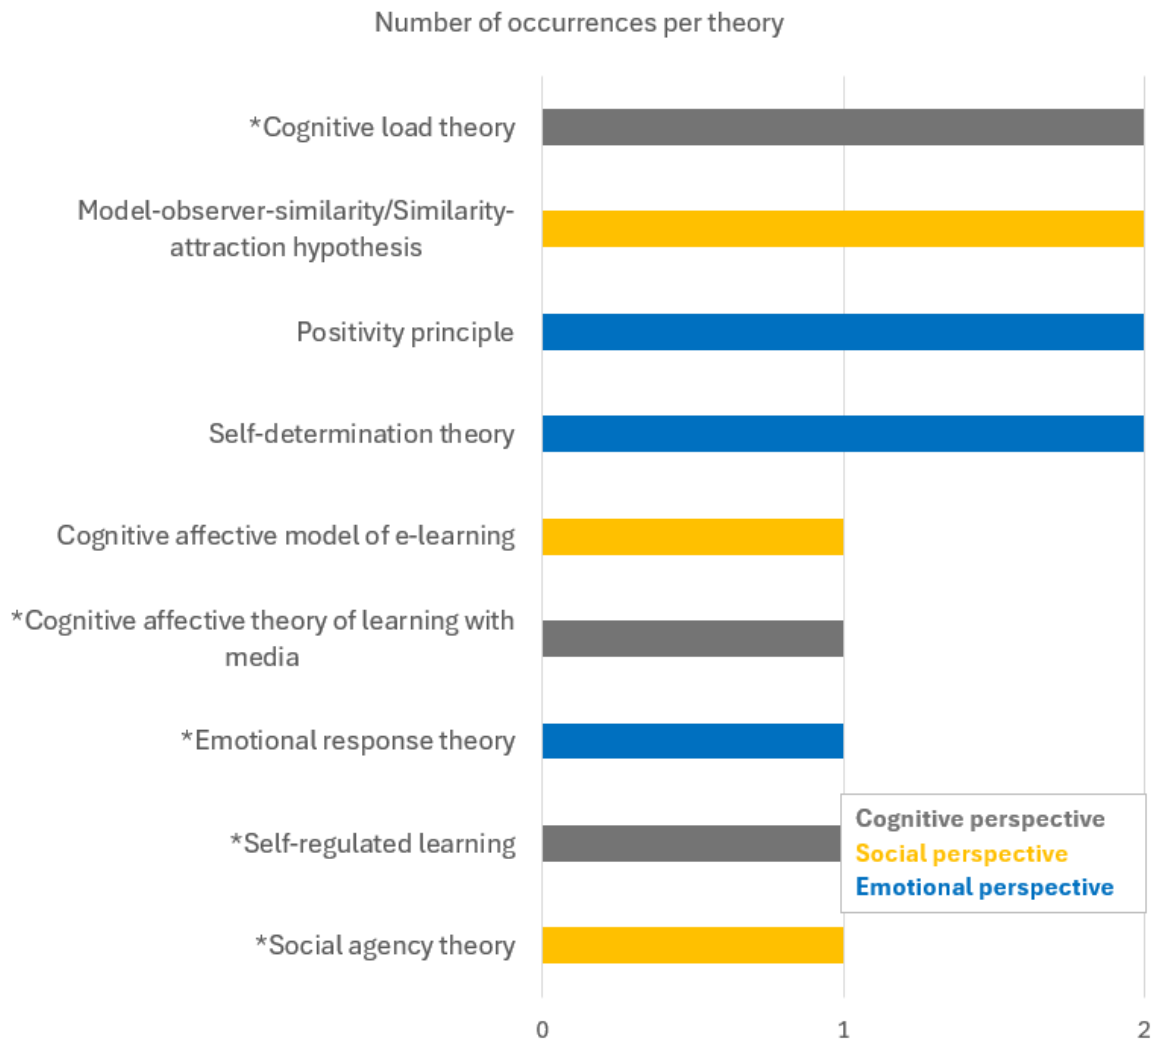 Number of occurrences per theory
*Cognitive load theory
Model-observer-similarity/Similarity-
attraction hypothesis
Positivity principle
Self-determination theory
Cognitive affective model of e-learning
*Cognitive affective theory of learning with
media
*Emotional response theory
*Self-regulated learning
*Social agency theory
Cognitive perspective
Social perspective
Emotional perspective
0 1 2